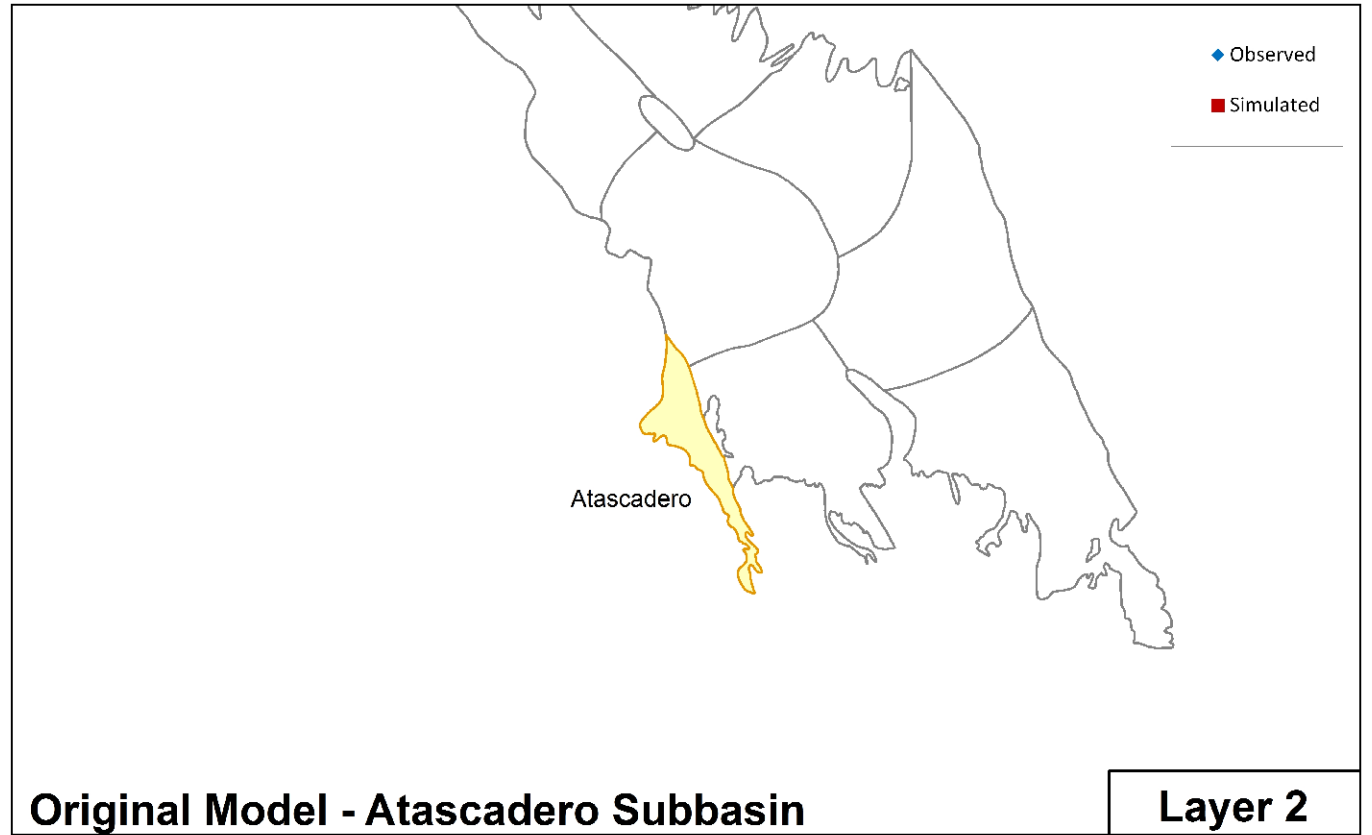 Observed
Simulated
Atascadero
Original Model - Atascadero Subbasin
Layer 2